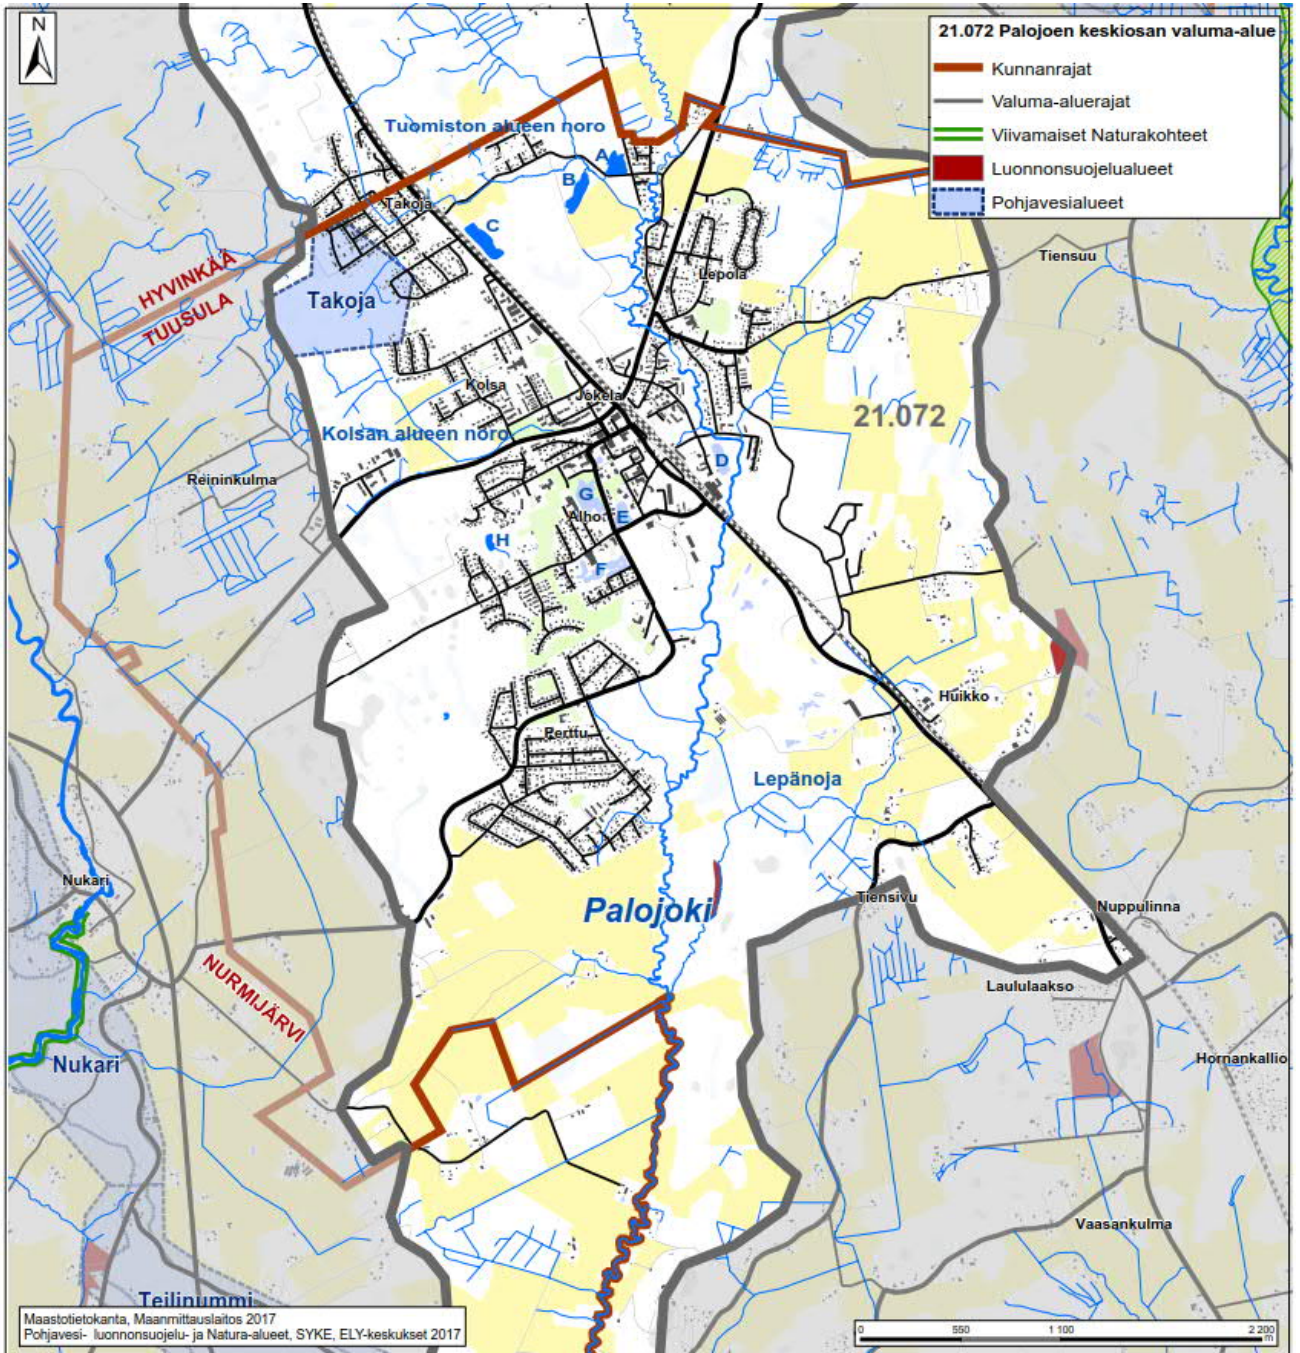 N
21.072 Palojoen keskiosan valuma-alue
Kunnanrajat
Valuma-aluerajat
Viivamaiset Naturakohteet
Luonnonsuojelualueet
Pohjavesialueet
Tuomiston alueen noro
A
B
Takoja
C
HYVINKÄÄ
TUUSULA
Takoja
Lepola
Tiensuu
Kolsa
Jokela
21.072
Kolsan alueen noro
Reininkulma
D
G
Alho
E
H
F
Huikko
Perttu
Lepänoja
Nukari
Palojoki
Tiensivu
Nuppulinna
NURMIJÄRVI
Laululaakso
Nukari
Hornankallio
Vaasankulma
Teilinummi
Maastotietokanta, Maanmittauslaitos 2017
Pohjavesi- luonnonsuojelu- ja Natura-alueet, SYKE, ELY-keskukset 2017
0 550 1 100 2 200
m